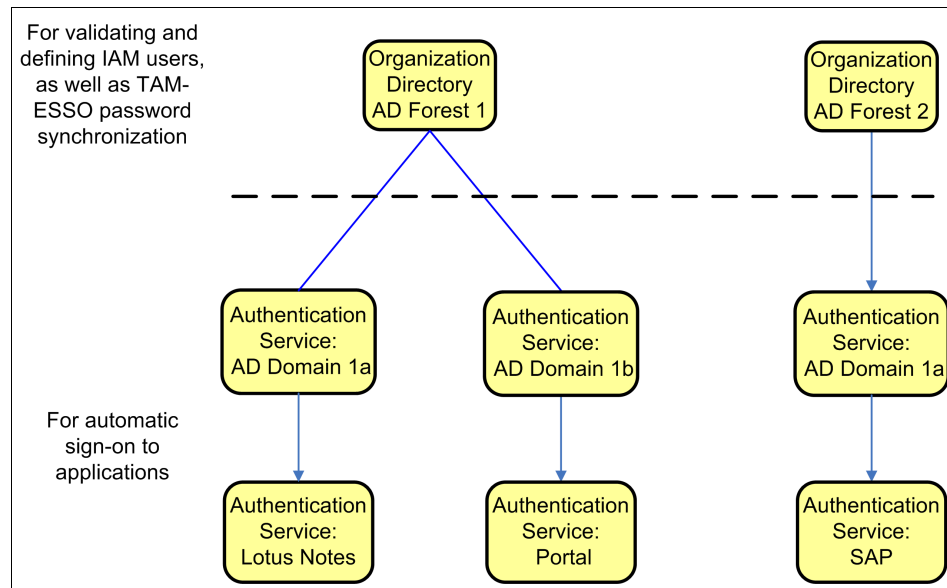 For validating and
defining IAM users,
as well as TAM-
ESSO password
synchronization
Organization
Directory
AD Forest 1
Organization
Directory
AD Forest 2
Authentication
Service:
AD Domain 1a
Authentication
Service:
AD Domain 1b
Authentication
Service:
AD Domain 1a
For automatic
sign-on to
applications
Authentication
Service:
Lotus Notes
Authentication
Service:
Portal
Authentication
Service:
SAP